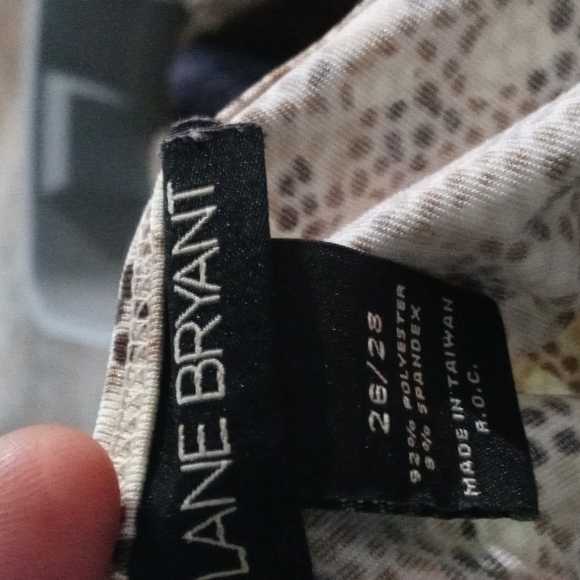 LANE BRYANT
26/28
92% POLYESTER
8% SPANDEX
MADE IN TAIWAN
R.O.C.